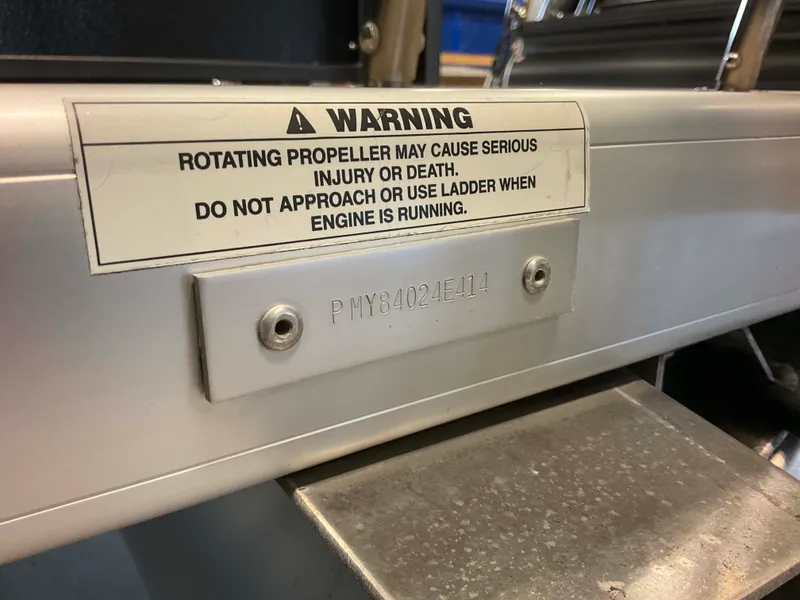 WARNING
ROTATING PROPELLER MAY CAUSE SERIOUS
INJURY OR DEATH.
DO NOT APPROACH OR USE LADDER WHEN
ENGINE IS RUNNING.
PMY84024E414